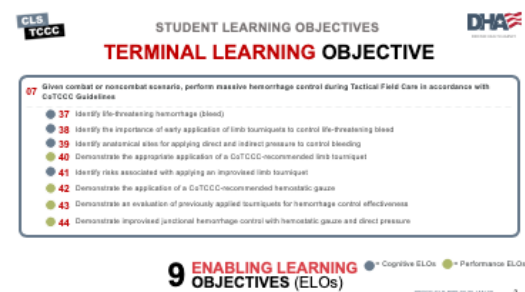 CLS
TCCC
STUDENT LEARNING OBJECTIVES
DHA
TERMINAL LEARNING OBJECTIVE
07 Given combat or noncombat scenario, perform massive hemorrhage control during Tactical Field Care in accordance with
CoTCCC Guidelines
37 Identify life-threatening hemorrhage (bleed)
38 Identify the importance of early application of limb tourniquets to control life-threatening bleed
39 Identify anatomical sites for applying direct and indirect pressure to control bleeding
40 Demonstrate the appropriate application of a CoTCCC-recommended limb tourniquet
41 Identify risks associated with applying an improvised limb tourniquet
42 Demonstrate the application of a CoTCCC-recommended hemostatic gauze
43 Demonstrate an evaluation of previously applied tourniquets for hemorrhage control effectiveness
44 Demonstrate improvised junctional hemorrhage control with hemostatic gauze and direct pressure
9 ENABLING LEARNING
OBJECTIVES (ELOs)
= Cognitive ELOs = Performance ELOs